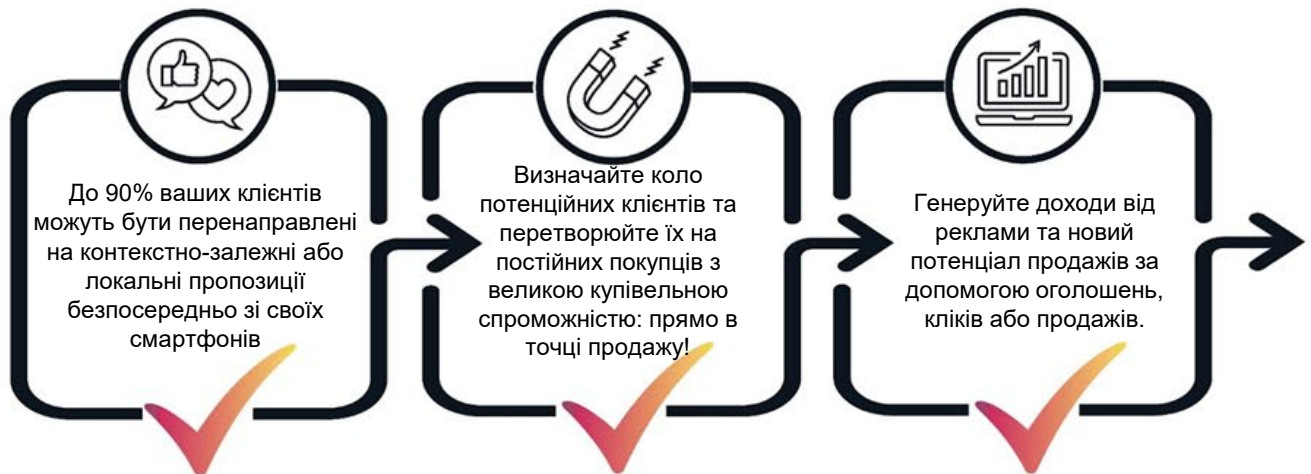 До 90% ваших клієнтів
можуть бути перенаправлені
на контекстно-залежні або
локальні пропозиції
безпосередньо зі своїх
смартфонів
Визначайте коло
потенційних клієнтів та
перетворюйте їх на
постійних покупців з
великою купівельною
спроможністю: прямо в
точці продажу!
Генеруйте доходи від
реклами та новий
потенціал продажів за
допомогою оголошень,
кліків або продажів.